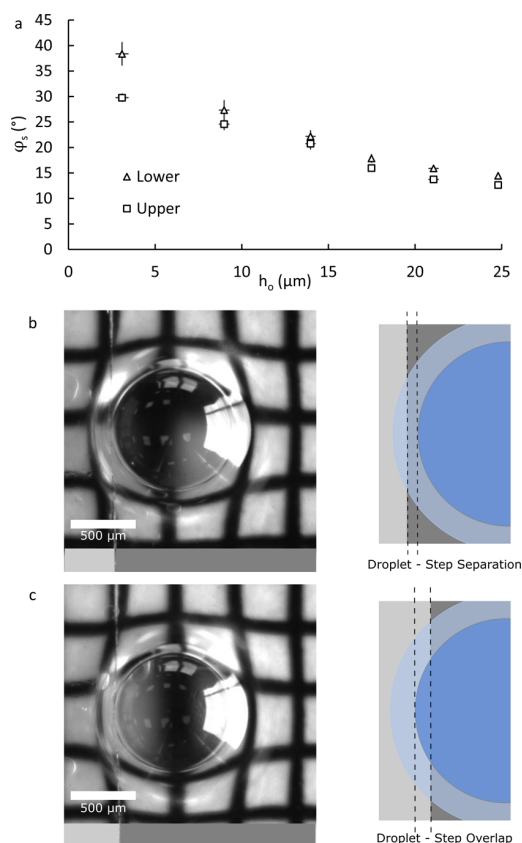 a
45
40
35
30
25
20
15
10
5
0
φs (°)
Lower
Upper
0 5 10 15 20 25
ho (µm)
b
500 µm
Droplet - Step Separation
c
500 µm
Droplet - Step Overlap